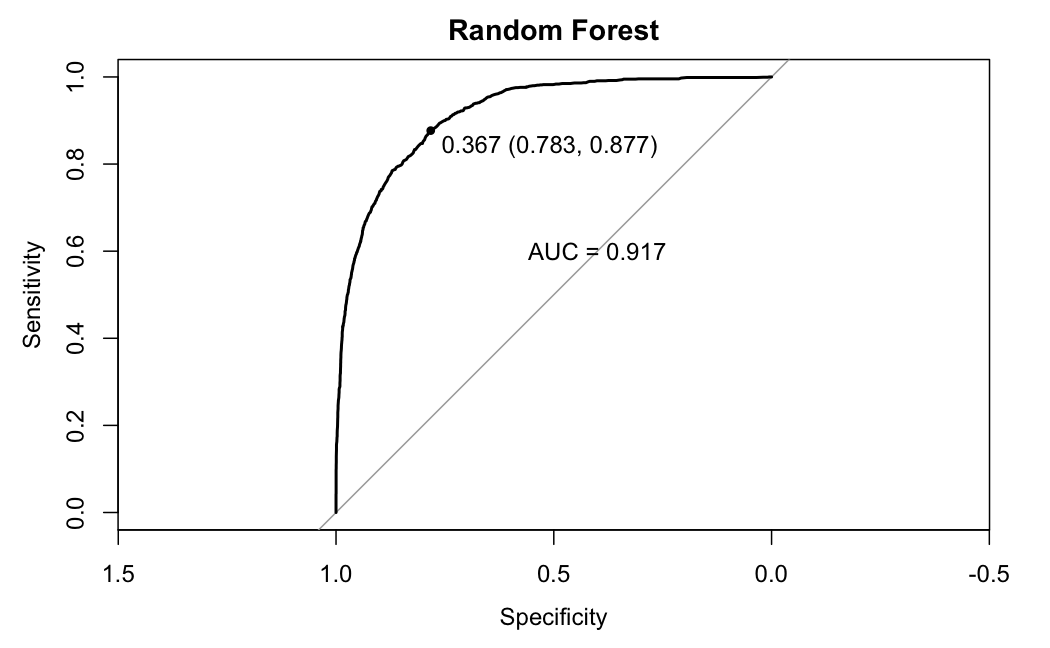 Random Forest
1.0
0.8
0.6
0.4
0.2
0.0
Sensitivity
0.367 (0.783, 0.877)
AUC = 0.917
1.5 1.0 0.5 0.0 -0.5
Specificity